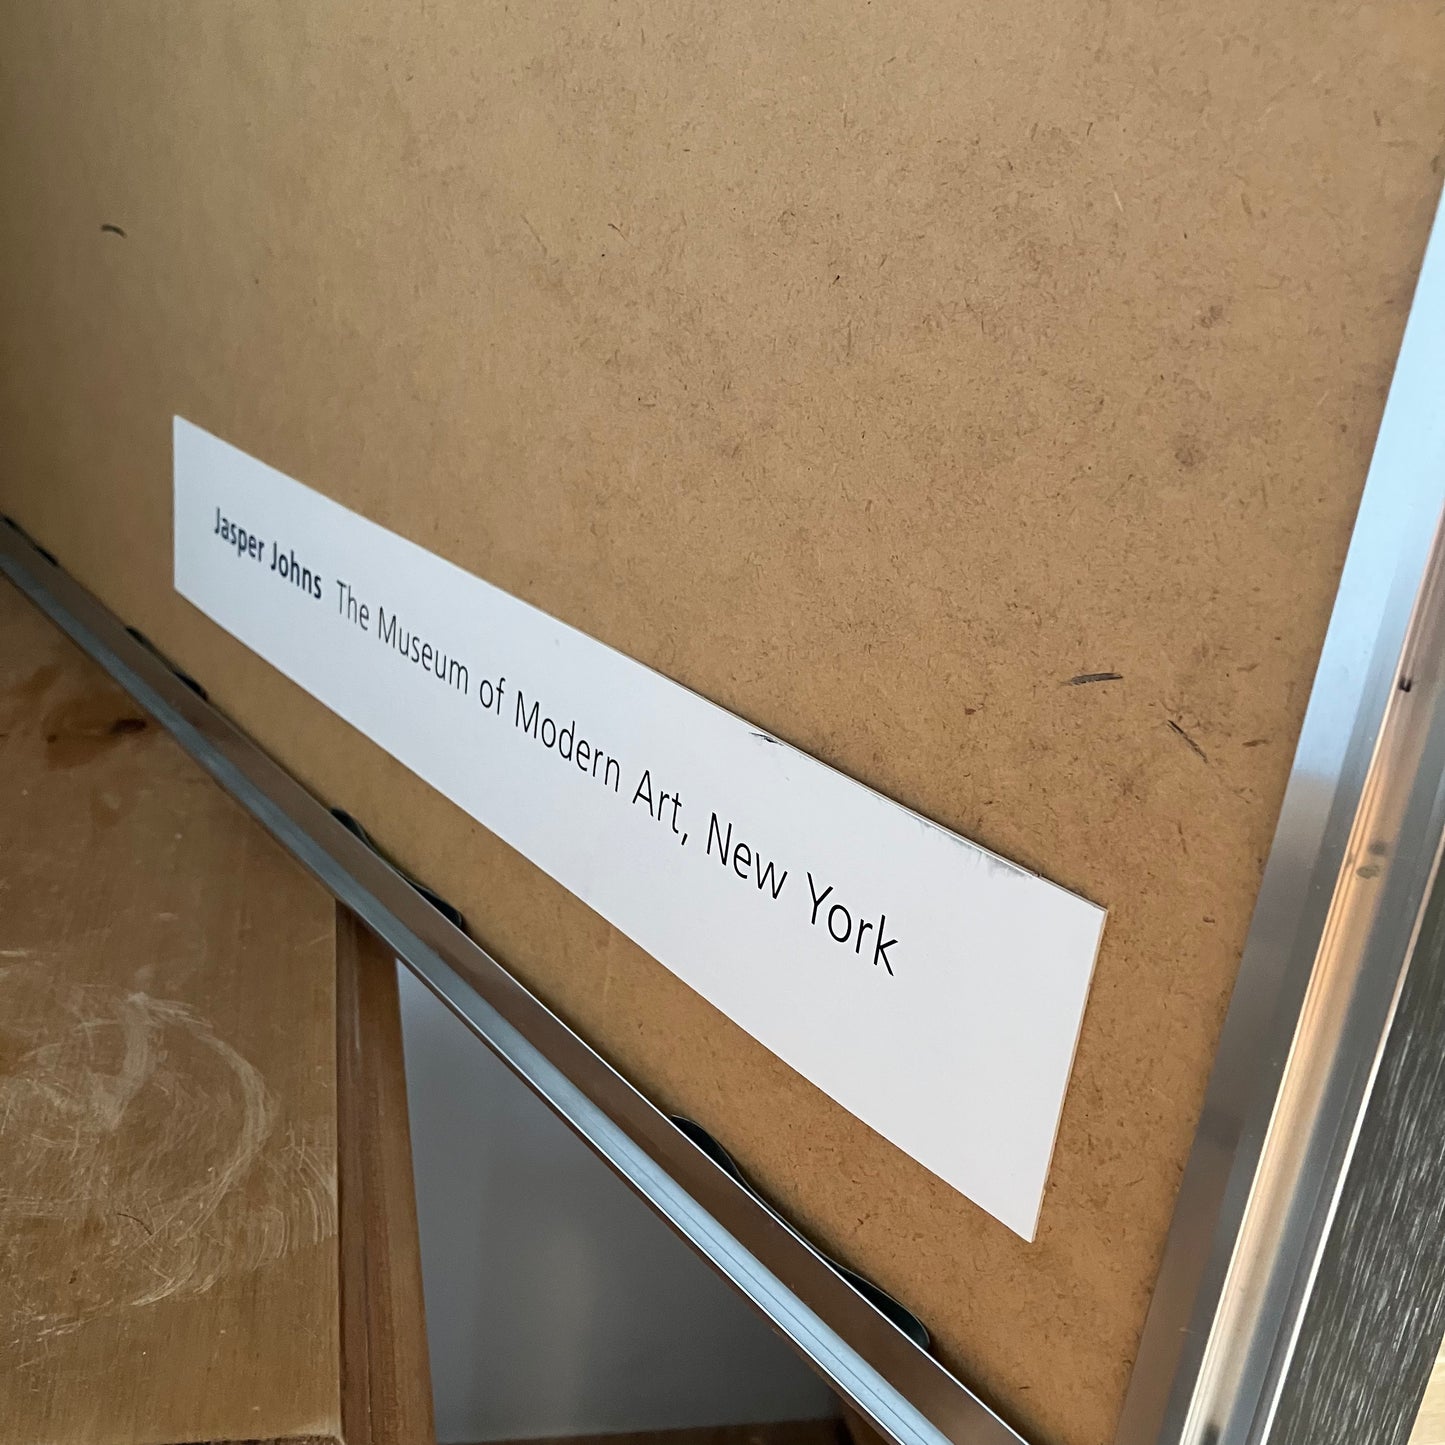 Jasper Johns The Museum of Modern Art, New York